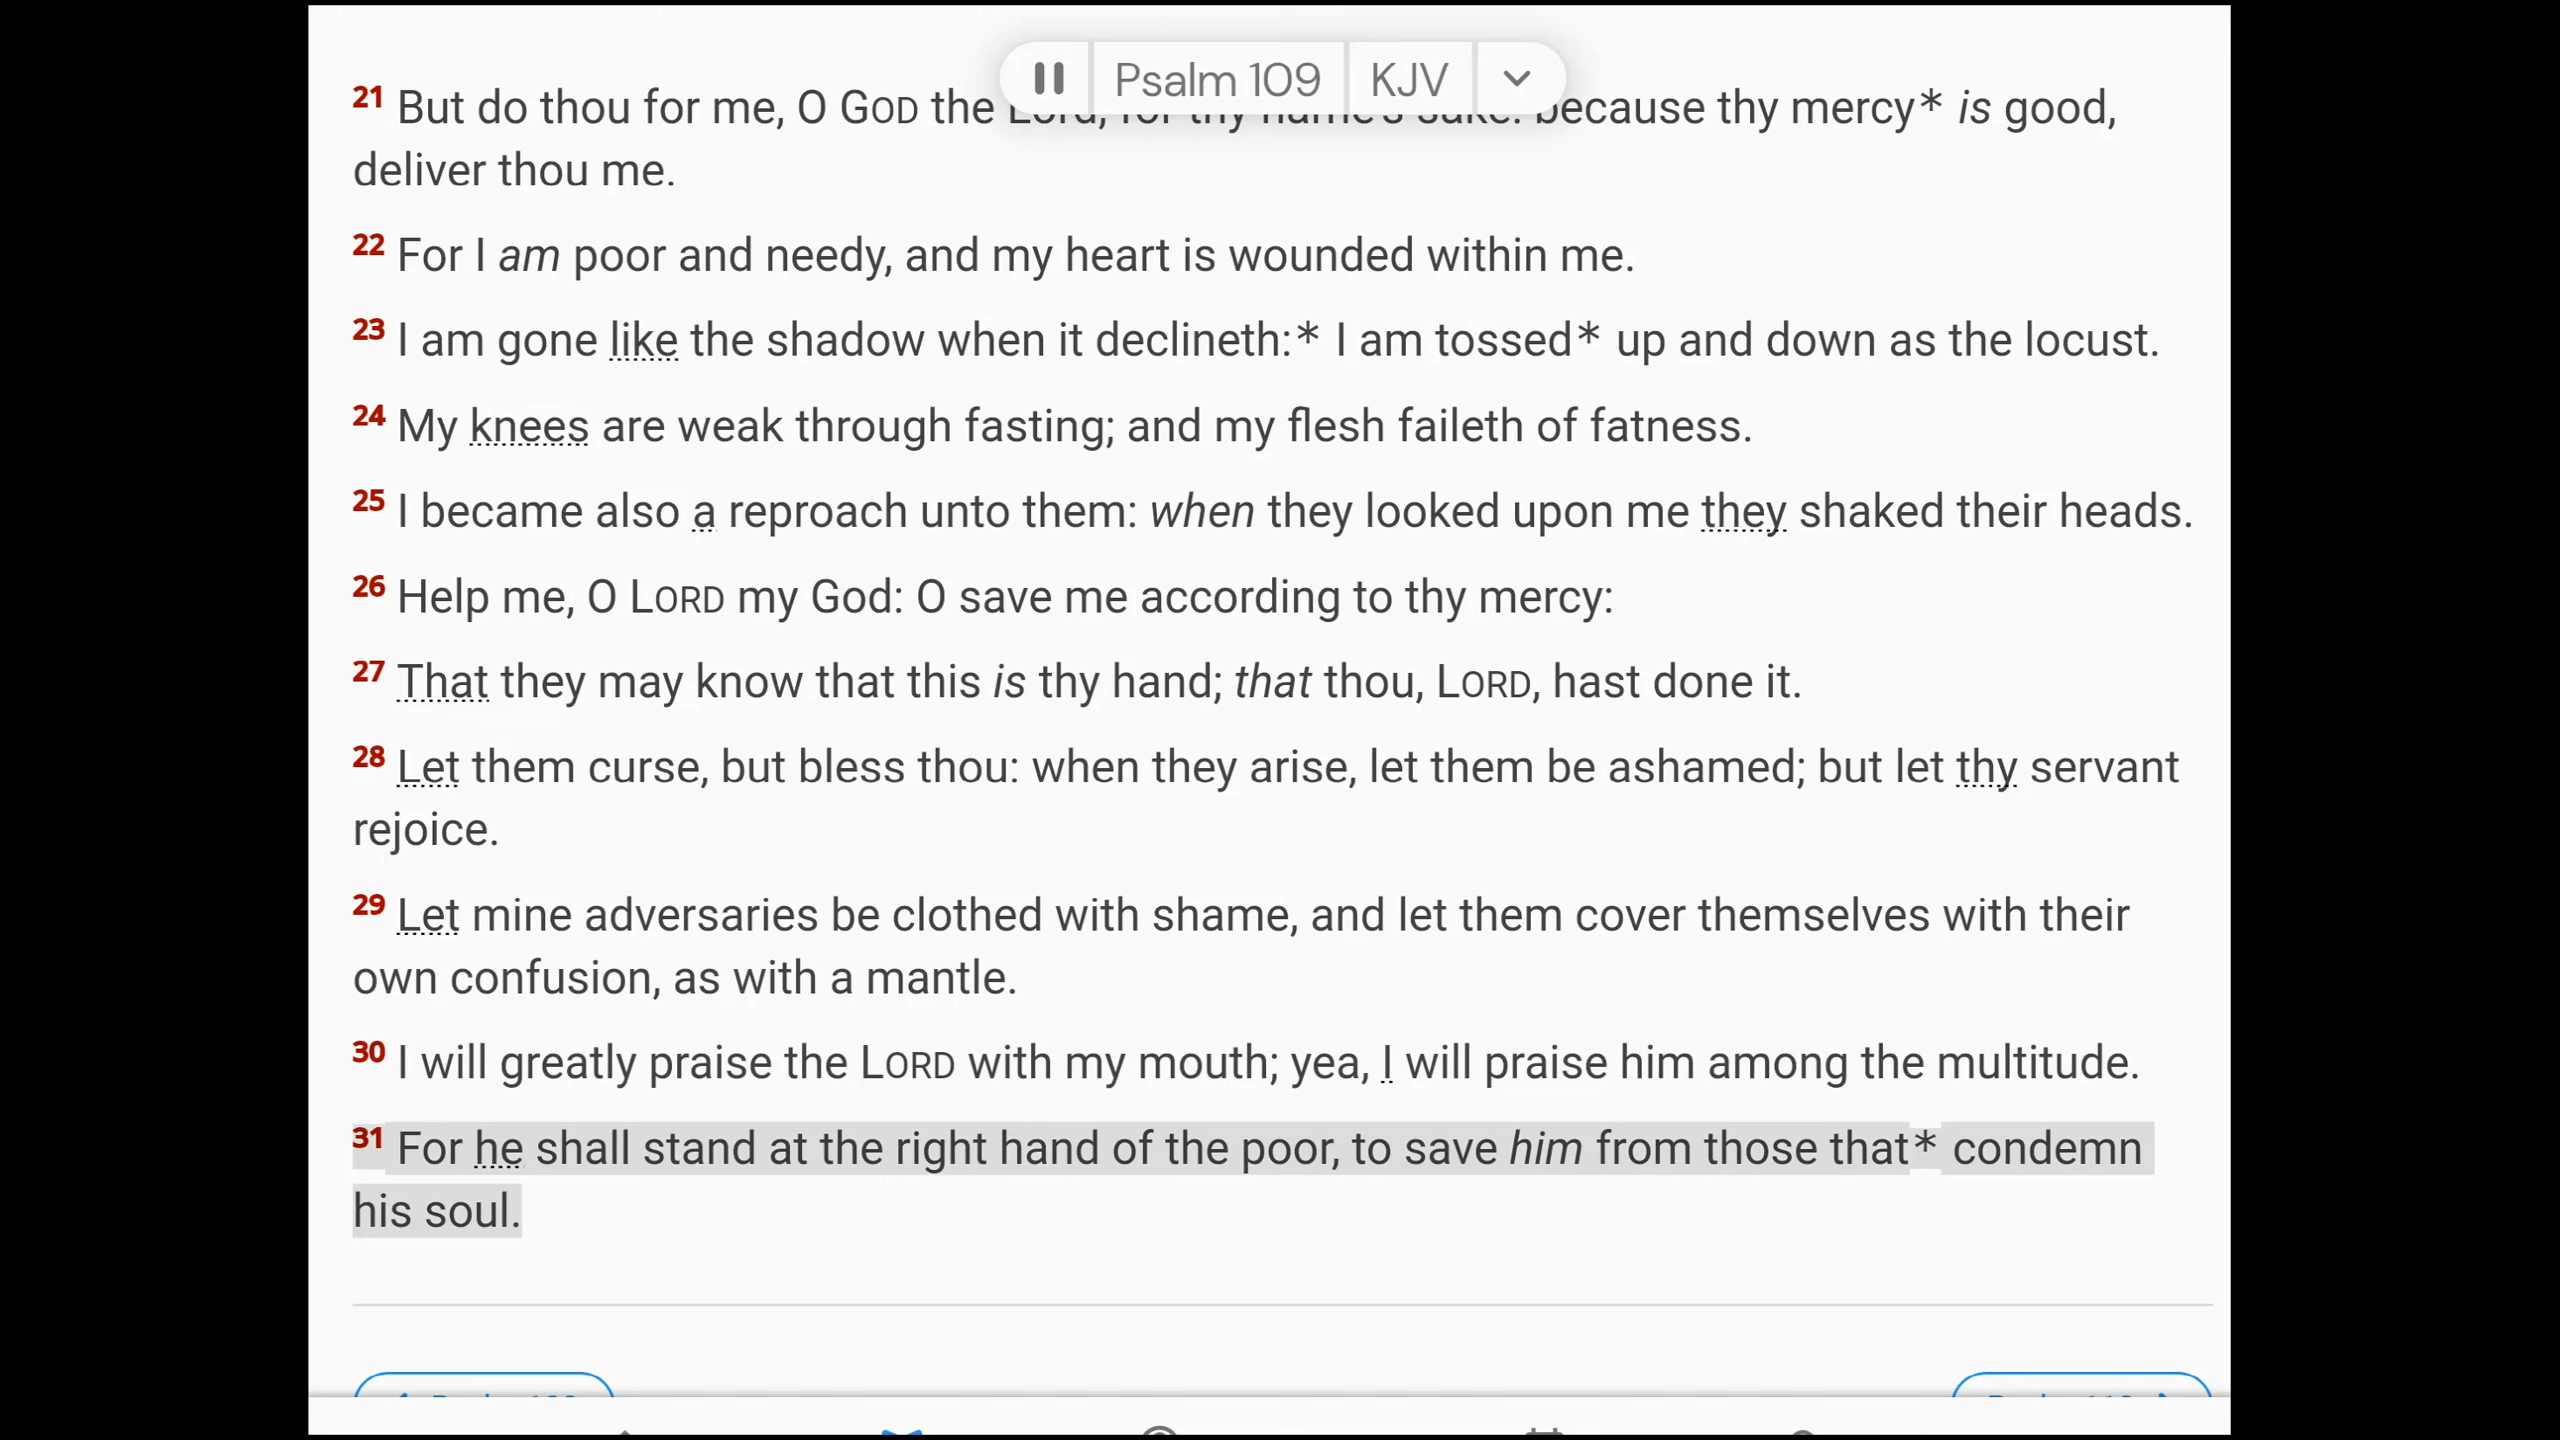 Psalm 109 KJV
21 But do thou for me, O GOD the Lord, for thy name's sake: because thy mercy* is good,
deliver thou me.
22 For I am poor and needy, and my heart is wounded within me.
23 I am gone like the shadow when it declineth:* I am tossed* up and down as the locust.
24 My knees are weak through fasting; and my flesh faileth of fatness.
25 I became also a reproach unto them: when they looked upon me they shaked their heads.
26 Help me, O LORD my God: O save me according to thy mercy:
27 That they may know that this is thy hand; that thou, LORD, hast done it.
28 Let them curse, but bless thou: when they arise, let them be ashamed; but let thy servant
rejoice.
29 Let mine adversaries be clothed with shame, and let them cover themselves with their
own confusion, as with a mantle.
30 I will greatly praise the LORD with my mouth; yea, I will praise him among the multitude.
31 For he shall stand at the right hand of the poor, to save him from those that* condemn
his soul.